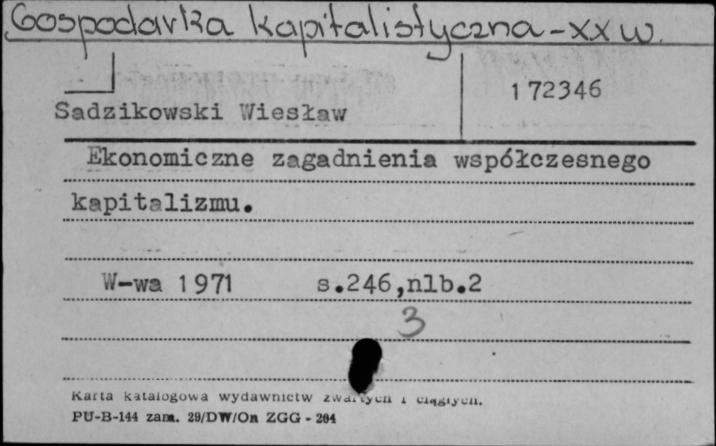 Gospodarka kapitalistyczna - XX w.
172346
Sadzikowski Wiesław
Ekonomiczne zagadnienia współczesnego
kapitalizmu.
W-wa 1971 s.246,nlb.2
3
Karta katalogowa wydawnictw zwartych i ciągłych.
PU-B-144 zam. 29/DW/On ZGG - 204